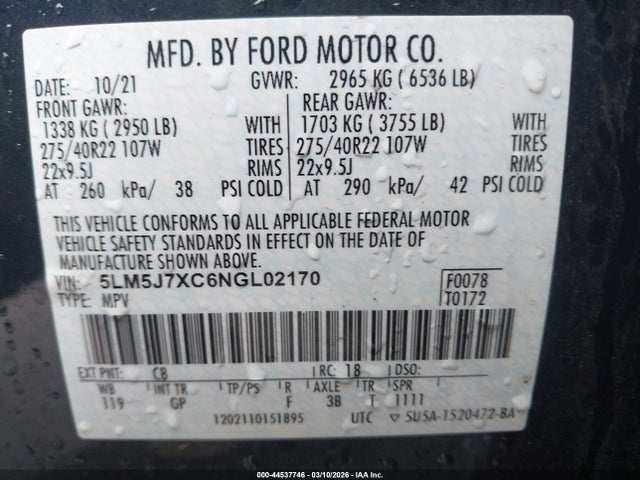 MFD. BY FORD MOTOR CO.
DATE: 10/21 GVWR: 2965 KG ( 6536 LB)
FRONT GAWR: REAR GAWR:
1338 KG ( 2950 LB) WITH 1703 KG ( 3755 LB) WITH
275/40R22 107W TIRES 275/40R22 107W TIRES
22x9.5J RIMS 22x9.5J RIMS
AT 260 kPa/ 38 PSI COLD AT 290 kPa/ 42 PSI COLD
THIS VEHICLE CONFORMS TO ALL APPLICABLE FEDERAL MOTOR
VEHICLE SAFETY STANDARDS IN EFFECT ON THE DATE OF
MANUFACTURE SHOWN ABOVE.
VIN: 5LM5J7XC6NGL02170 F0078
TYPE: MPV T0172
EXT PNT: C8 RC: 18 DSO:
WB INT TR TP/PS R AXLE TR SPR
119 GP F 3B T 1111
1202110151895 UTC ▽ 5U5A-1520472-BA
000-44537746 — 03/10/2026 — IAA Inc.